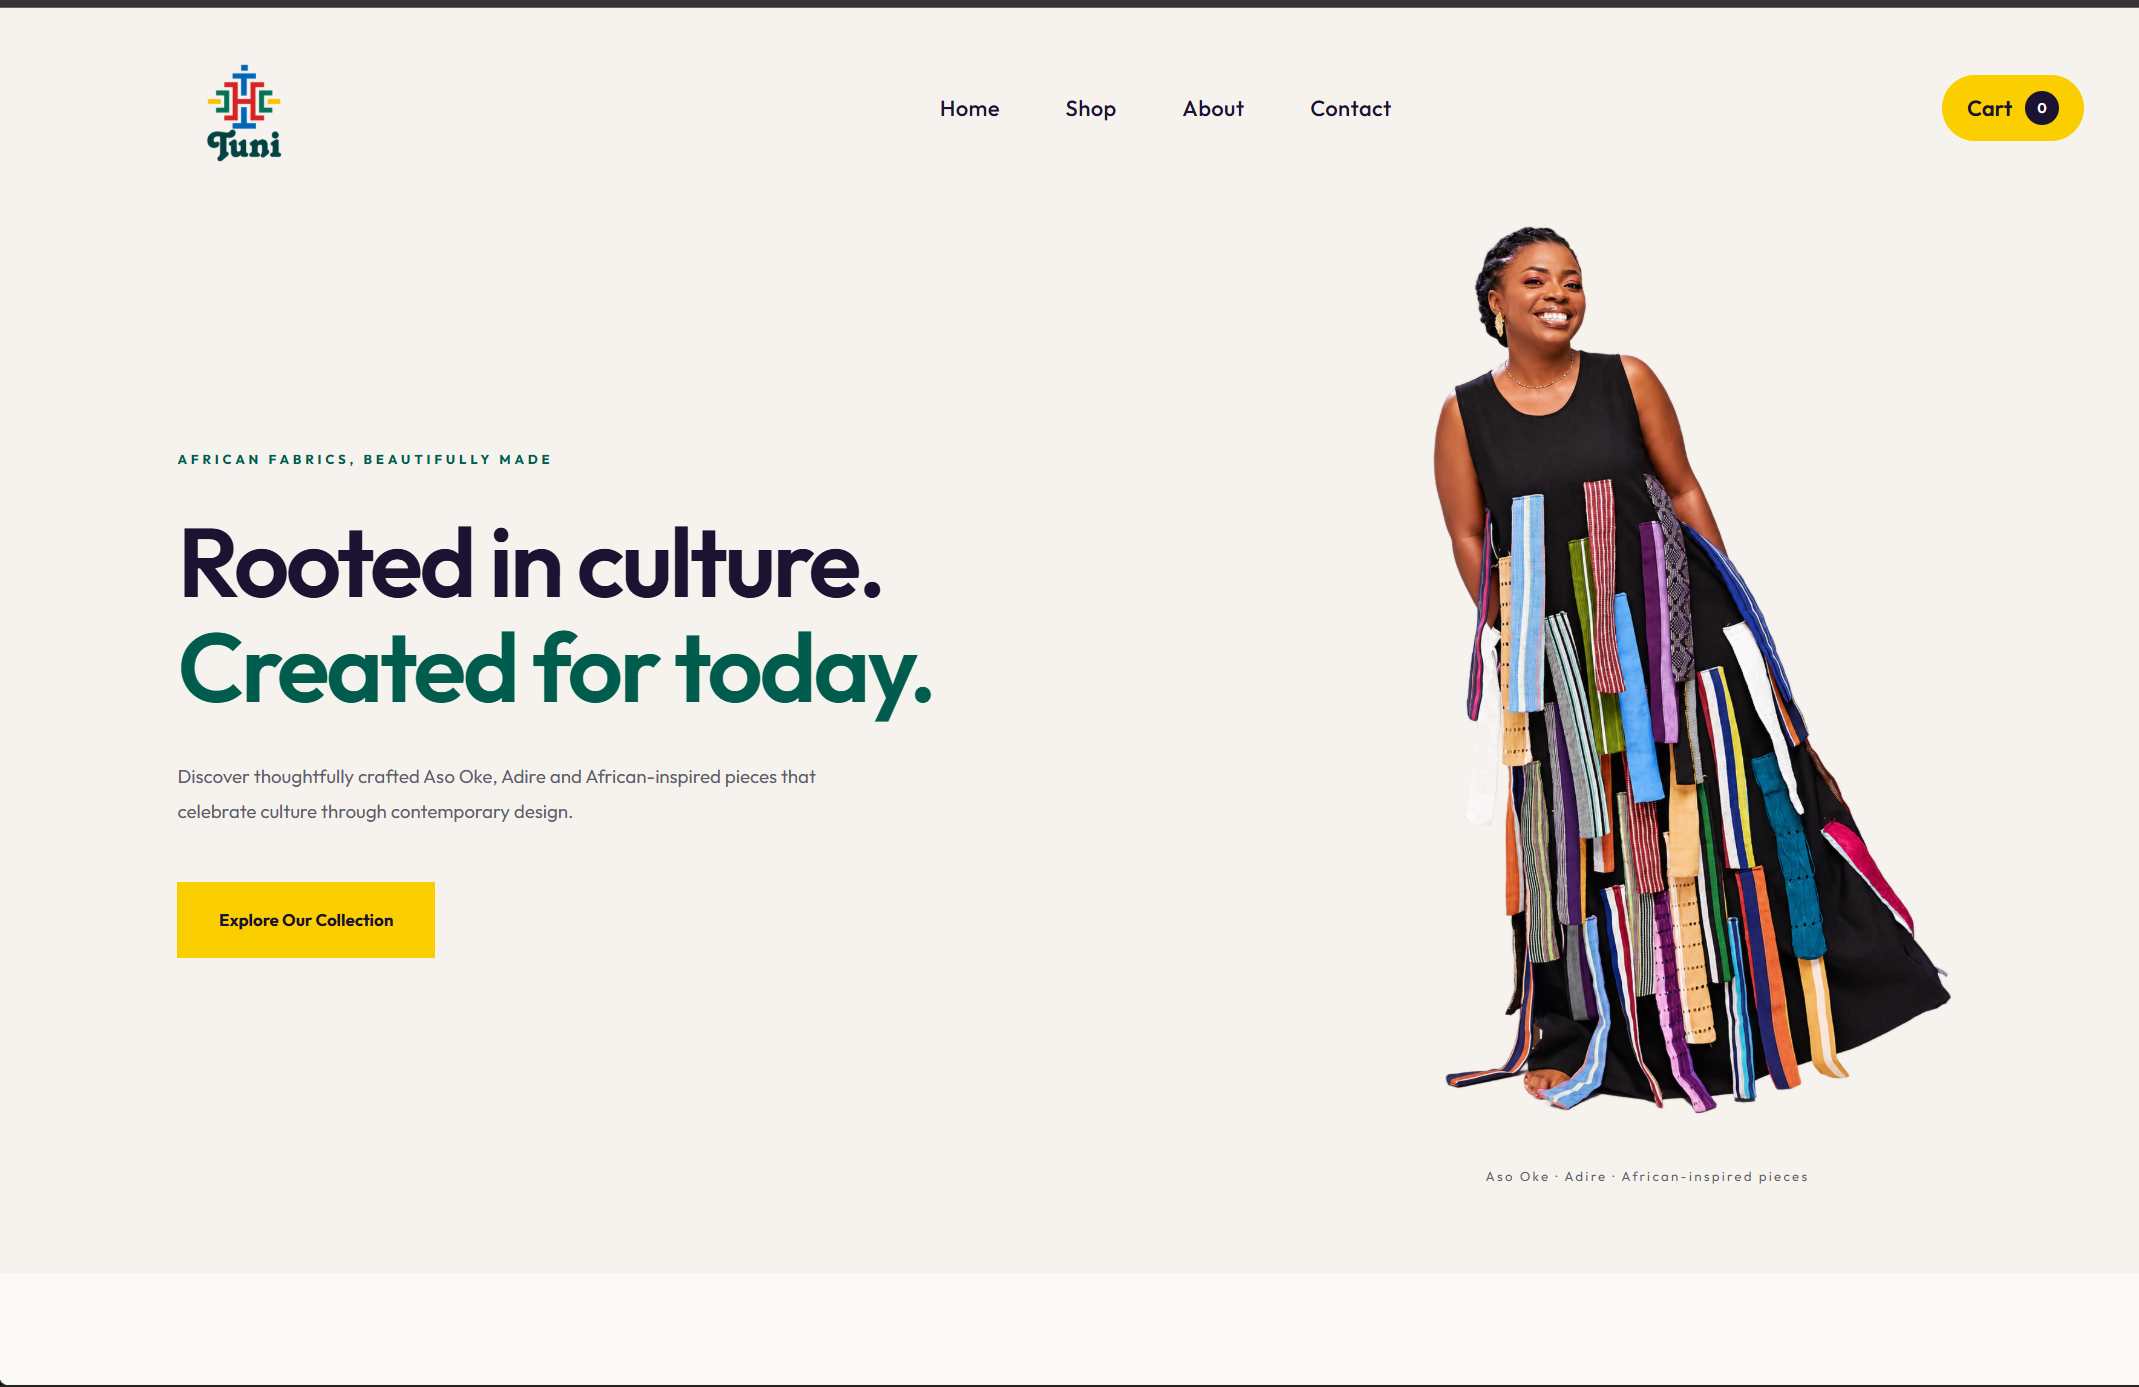 Tuni
Home
Shop
About
Contact
Cart 0
AFRICAN FABRICS, BEAUTIFULLY MADE
Rooted in culture.
Created for today.
Discover thoughtfully crafted Aso Oke, Adire and African-inspired pieces that
celebrate culture through contemporary design.
Explore Our Collection
Aso Oke · Adire · African-inspired pieces